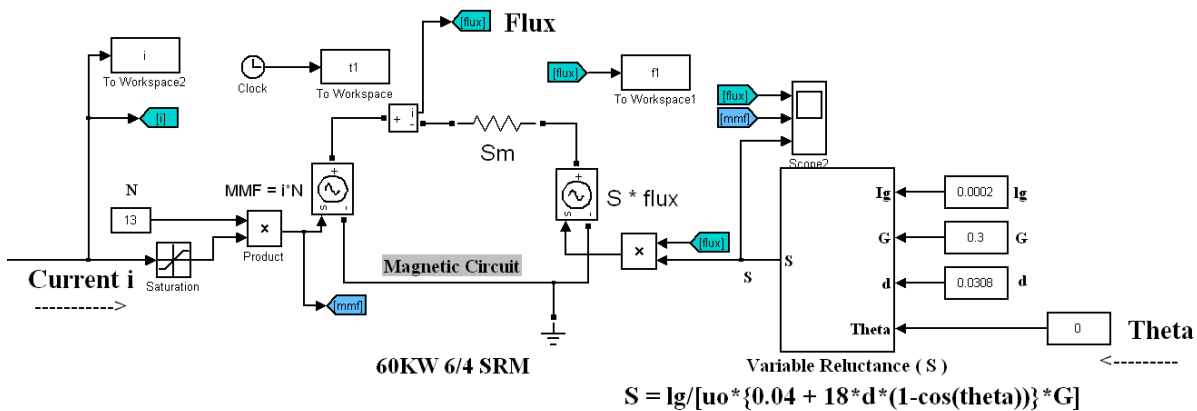 [flux]
Flux
i
To Workspace2
Clock
t1
To Workspace
[flux]
f1
To Workspace1
[flux]
[mmf]
Scope2
[i]
+
i
-
Sm
N
13
MMF = i*N
+
s
-
+
s
-
S * flux
×
Product
Saturation
Current i
------------>
[mmf]
Magnetic Circuit
×
[flux]
S
S
Ig
G
d
Theta
0.0002
lg
0.3
G
0.0308
d
0
Theta
<---------
60KW 6/4 SRM
Variable Reluctance ( S )
S = lg/[uo*{0.04 + 18*d*(1-cos(theta))}*G]